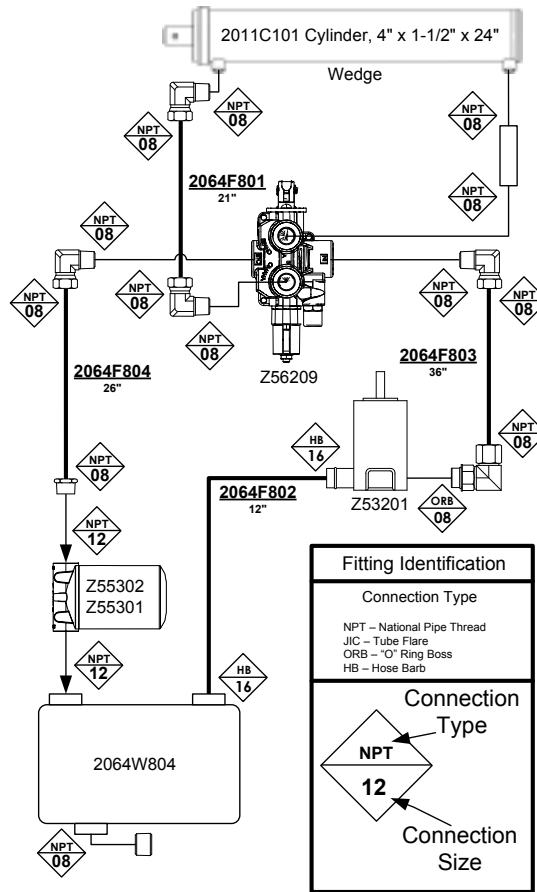 2011C101 Cylinder, 4" x 1-1/2" x 24"
Wedge
NPT
08
NPT
08
NPT
08
NPT
08
2064F801
21"
NPT
08
NPT
08
NPT
08
NPT
08
NPT
08
NPT
08
2064F804
26"
Z56209
2064F803
36"
HB
16
NPT
08
NPT
08
2064F802
12"
Z53201
ORB
08
NPT
12
Z55302
Z55301
NPT
12
HB
16
2064W804
NPT
08
Fitting Identification
Connection Type
NPT – National Pipe Thread
JIC – Tube Flare
ORB – "O" Ring Boss
HB – Hose Barb
Connection
Type
NPT
12
Connection
Size